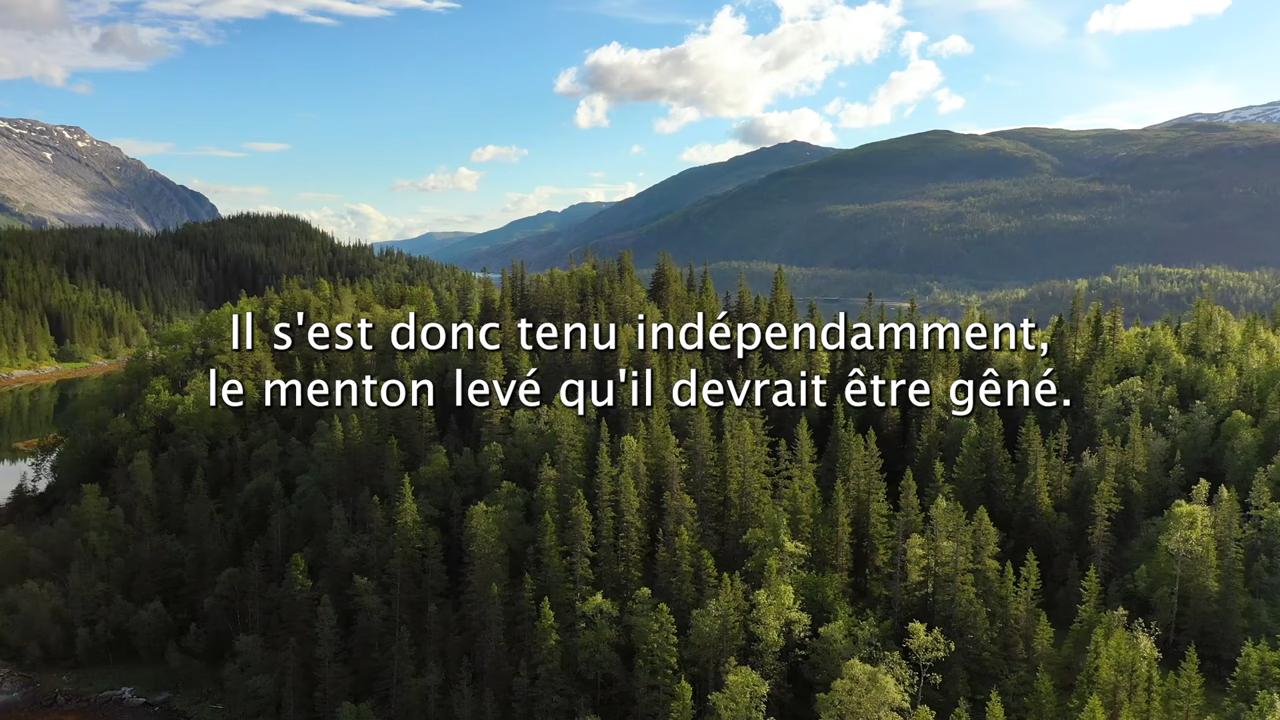 Il s'est donc tenu indépendamment,
le menton levé qu'il devrait être gêné.